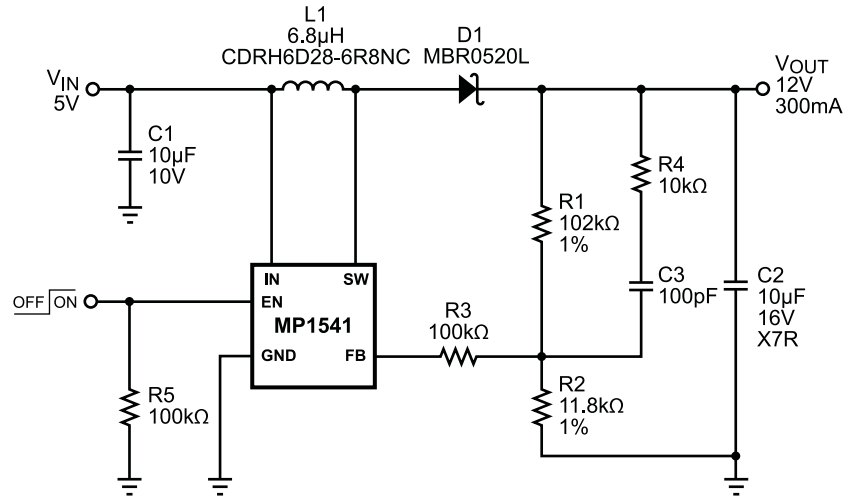 L1
6.8µH
CDRH6D28-6R8NC
D1
MBR0520L
VIN
5V
VOUT
12V
300mA
C1
10µF
10V
R4
10kΩ
R1
102kΩ
1%
IN
SW
C3
100pF
C2
10µF
16V
X7R
OFF ON
EN
MP1541
R3
100kΩ
GND
FB
R5
100kΩ
R2
11.8kΩ
1%